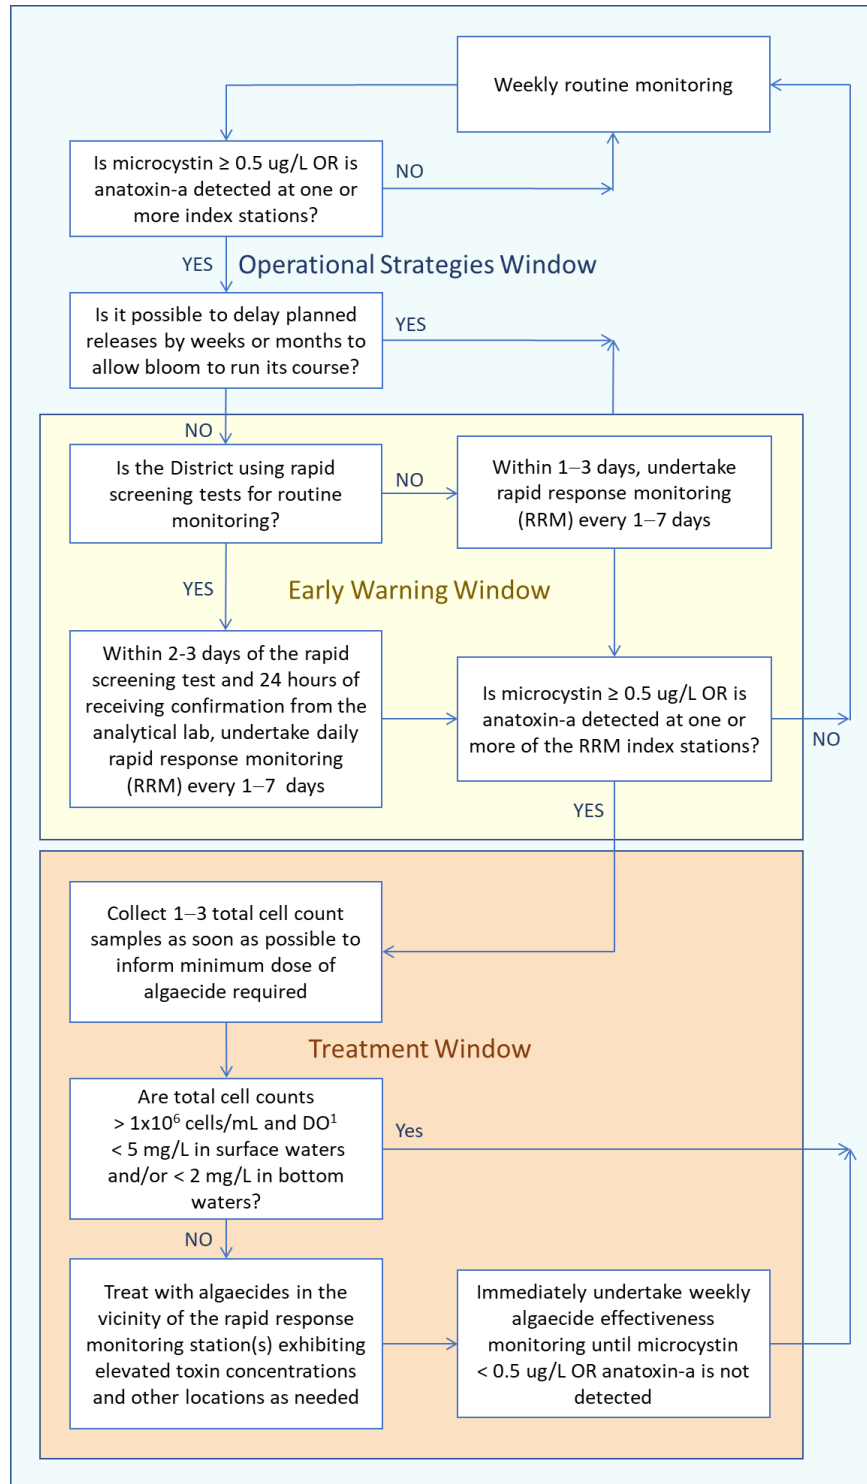 Weekly routine monitoring
Is microcystin ≥ 0.5 ug/L OR is
anatoxin-a detected at one or
more index stations?
NO
YES
Operational Strategies Window
Is it possible to delay planned
releases by weeks or months to
allow bloom to run its course?
YES
NO
Is the District using rapid
screening tests for routine
monitoring?
NO
Within 1–3 days, undertake
rapid response monitoring
(RRM) every 1–7 days
YES
Early Warning Window
Within 2-3 days of the rapid
screening test and 24 hours of
receiving confirmation from the
analytical lab, undertake daily
rapid response monitoring
(RRM) every 1–7  days
Is microcystin ≥ 0.5 ug/L OR is
anatoxin-a detected at one or
more of the RRM index stations?
NO
YES
Collect 1–3 total cell count
samples as soon as possible to
inform minimum dose of
algaecide required
Treatment Window
Are total cell counts
> 1x10⁶ cells/mL and DO¹
< 5 mg/L in surface waters
and/or < 2 mg/L in bottom
waters?
Yes
NO
Treat with algaecides in the
vicinity of the rapid response
monitoring station(s) exhibiting
elevated toxin concentrations
and other locations as needed
Immediately undertake weekly
algaecide effectiveness
monitoring until microcystin
< 0.5 ug/L OR anatoxin-a is not
detected